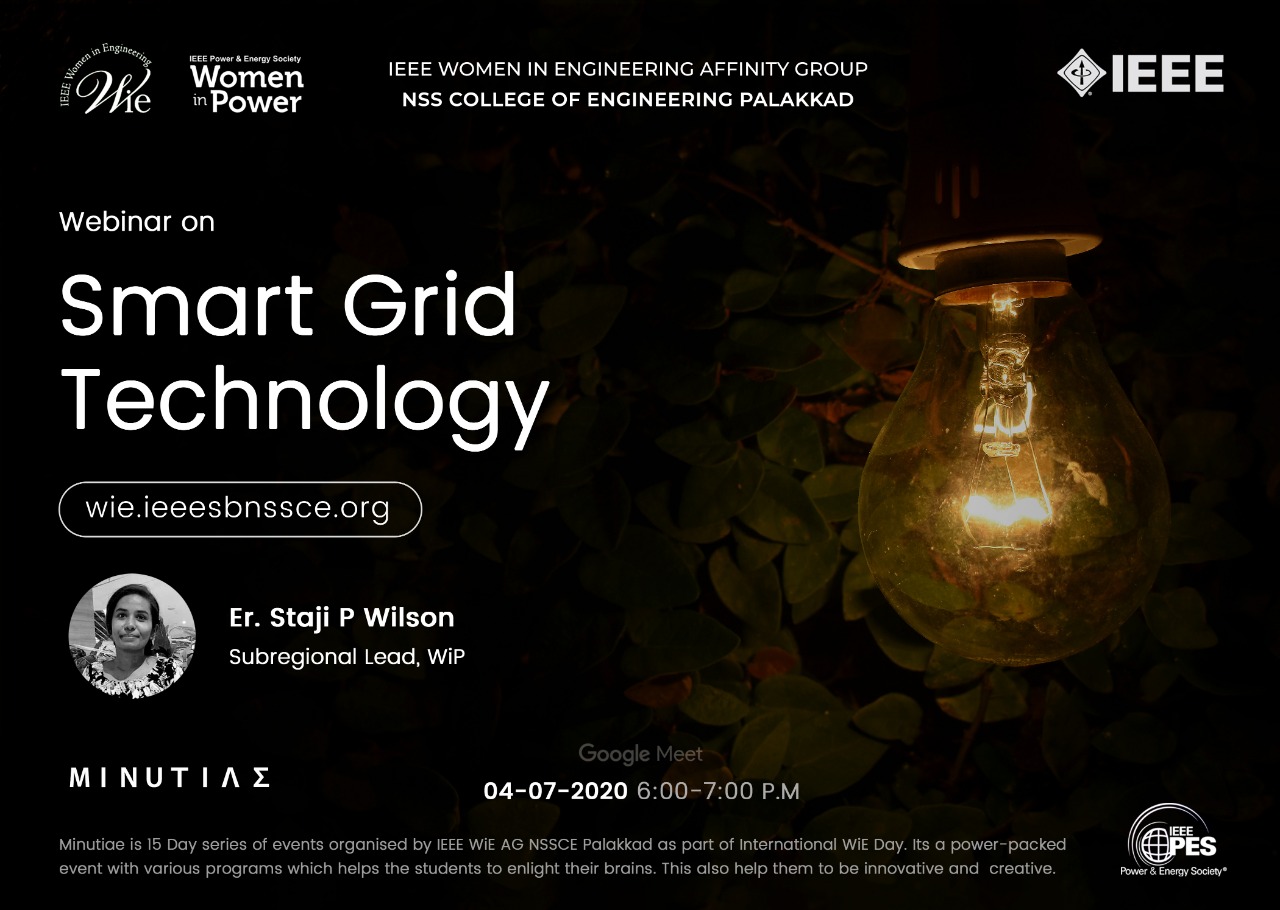 IEEE Women in Engineering
WiE
IEEE Power & Energy Society
Women
in Power
IEEE WOMEN IN ENGINEERING AFFINITY GROUP
NSS COLLEGE OF ENGINEERING PALAKKAD
IEEE
Webinar on
Smart Grid
Technology
wie.ieeesbnssce.org
Er. Staji P Wilson
Subregional Lead, WiP
Google Meet
MINUTIΛΣ
04-07-2020 6:00-7:00 P.M
Minutiae is 15 Day series of events organised by IEEE WiE AG NSSCE Palakkad as part of International WiE Day. Its a power-packed
event with various programs which helps the students to enlight their brains. This also help them to be innovative and  creative.
IEEE
PES
Power & Energy Society®